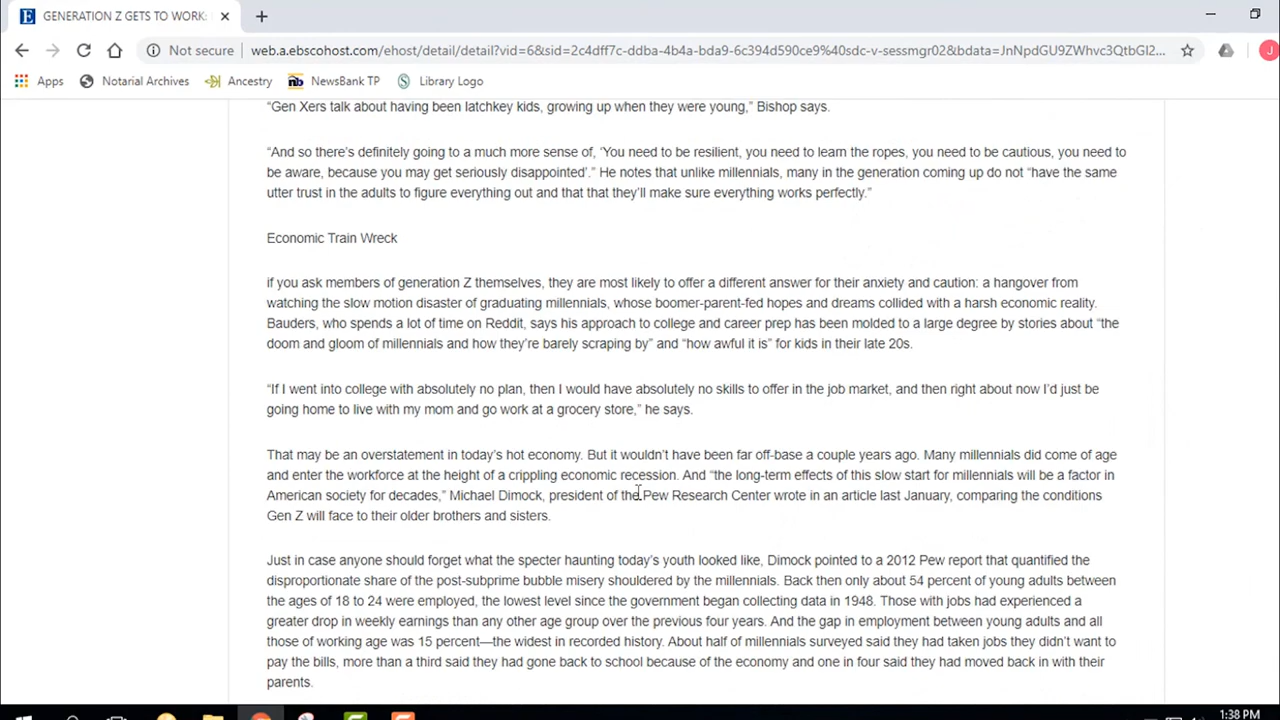 GENERATION Z GETS TO WORK:
Not secure web.a.ebscohost.com/ehost/detail/detail?vid=6&sid=2c4dff7c-ddba-4b4a-bda9-6c394d590ce9%40sdc-v-sessmgr02&bdata=JnNpdGU9ZWhvc3QtbGl2... J
Apps Notarial Archives Ancestry NewsBank TP Library Logo
“Gen Xers talk about having been latchkey kids, growing up when they were young,” Bishop says.
“And so there’s definitely going to a much more sense of, ‘You need to be resilient, you need to learn the ropes, you need to be cautious, you need to
be aware, because you may get seriously disappointed’.” He notes that unlike millennials, many in the generation coming up do not “have the same
utter trust in the adults to figure everything out and that that they’ll make sure everything works perfectly.”
Economic Train Wreck
if you ask members of generation Z themselves, they are most likely to offer a different answer for their anxiety and caution: a hangover from
watching the slow motion disaster of graduating millennials, whose boomer-parent-fed hopes and dreams collided with a harsh economic reality.
Bauders, who spends a lot of time on Reddit, says his approach to college and career prep has been molded to a large degree by stories about “the
doom and gloom of millennials and how they’re barely scraping by” and “how awful it is” for kids in their late 20s.
“If I went into college with absolutely no plan, then I would have absolutely no skills to offer in the job market, and then right about now I’d just be
going home to live with my mom and go work at a grocery store,” he says.
That may be an overstatement in today’s hot economy. But it wouldn’t have been far off-base a couple years ago. Many millennials did come of age
and enter the workforce at the height of a crippling economic recession. And “the long-term effects of this slow start for millennials will be a factor in
American society for decades,” Michael Dimock, president of the Pew Research Center wrote in an article last January, comparing the conditions
Gen Z will face to their older brothers and sisters.
Just in case anyone should forget what the specter haunting today’s youth looked like, Dimock pointed to a 2012 Pew report that quantified the
disproportionate share of the post-subprime bubble misery shouldered by the millennials. Back then only about 54 percent of young adults between
the ages of 18 to 24 were employed, the lowest level since the government began collecting data in 1948. Those with jobs had experienced a
greater drop in weekly earnings than any other age group over the previous four years. And the gap in employment between young adults and all
those of working age was 15 percent—the widest in recorded history. About half of millennials surveyed said they had taken jobs they didn’t want to
pay the bills, more than a third said they had gone back to school because of the economy and one in four said they had moved back in with their
parents.
1:38 PM